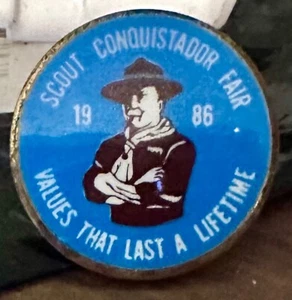 SCOUT CONQUISTADOR FAIR
19 86
VALUES THAT LAST A LIFETIME